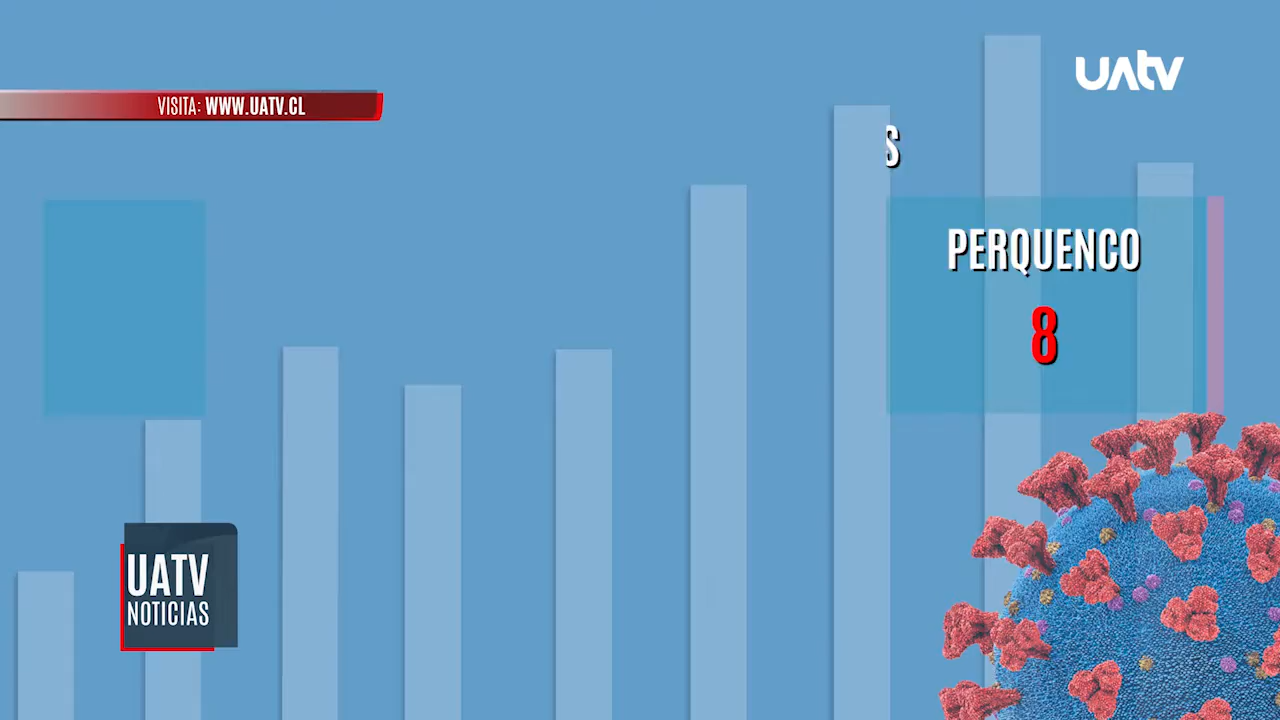 UATV
VISITA: WWW.UATV.CL
S
PERQUENCO
8
UATV
NOTICIAS